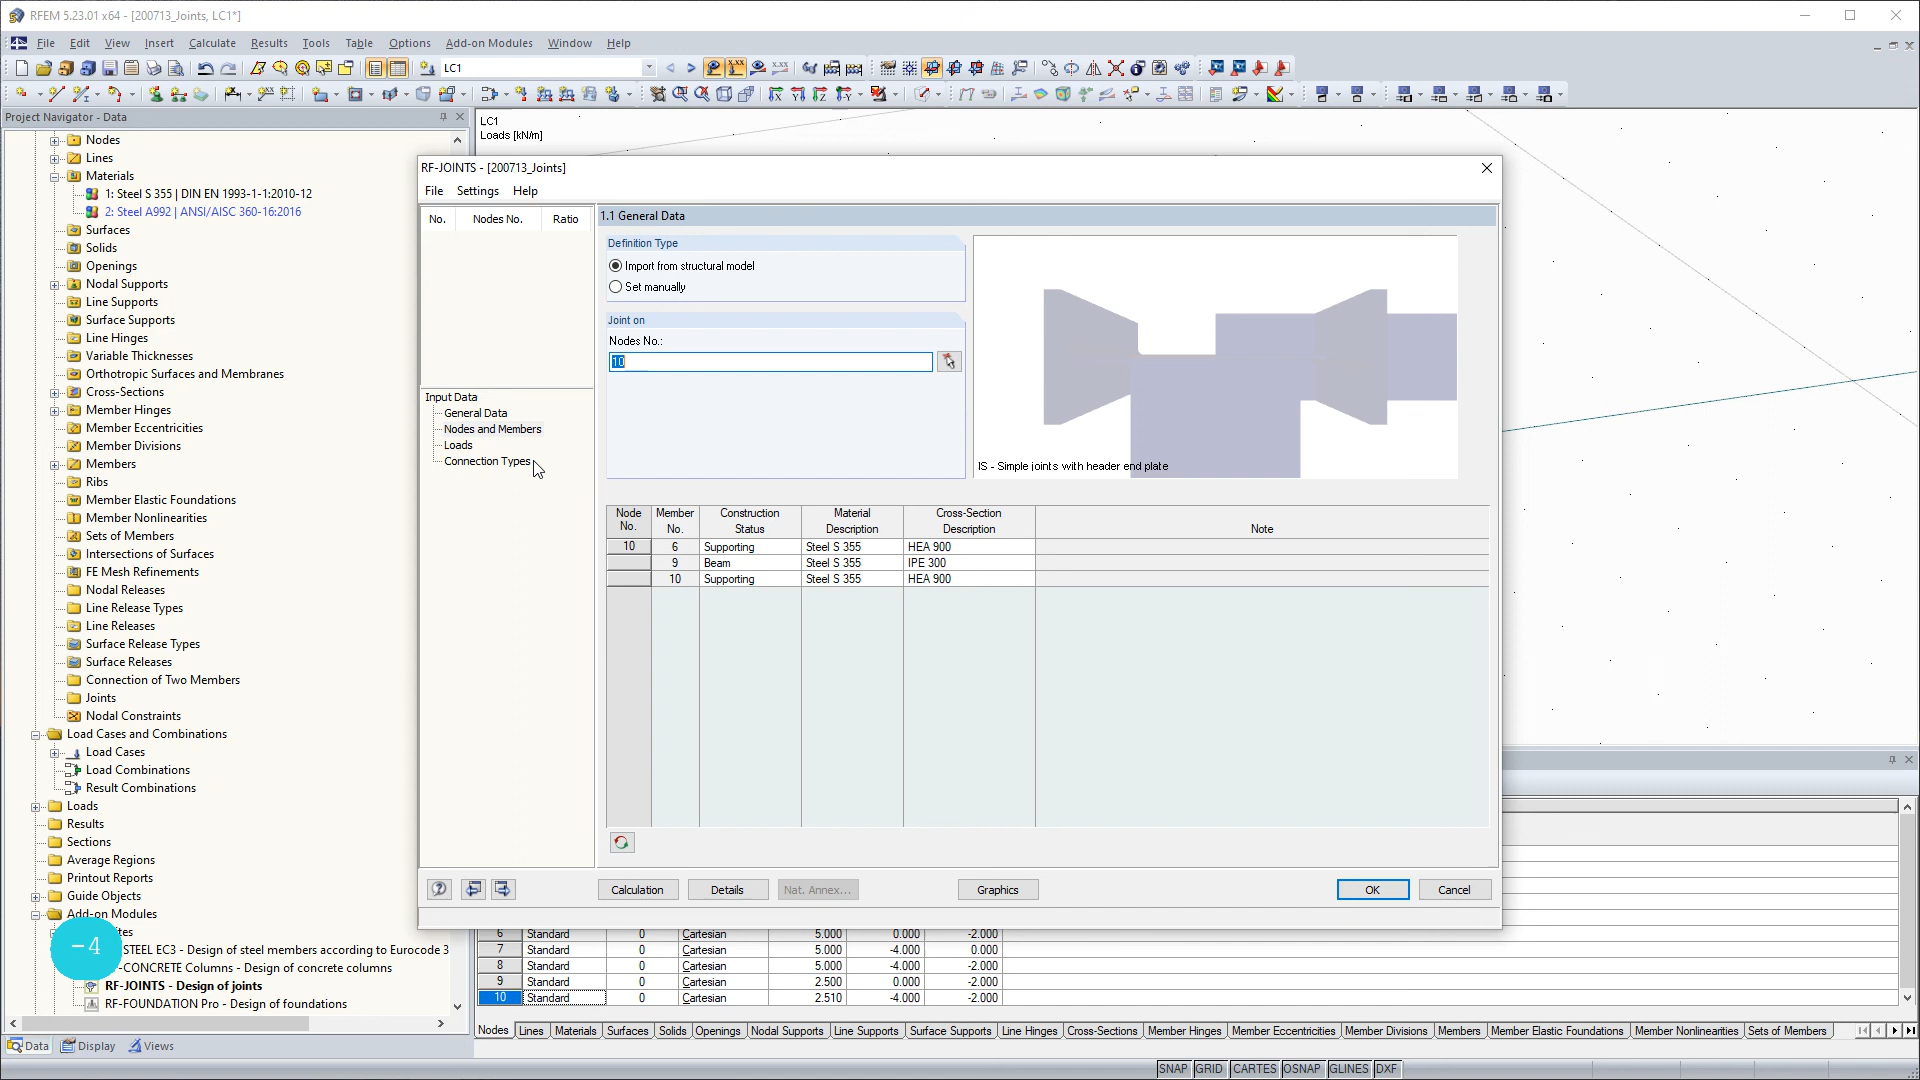 RFEM 5.23.01 x64 - [200713_Joints, LC1*]
File Edit View Insert Calculate Results Tools Table Options Add-on Modules Window Help
LC1
Project Navigator - Data
Nodes
Lines
Materials
1: Steel S 355 | DIN EN 1993-1-1:2010-12
2: Steel A992 | ANSI/AISC 360-16:2016
Surfaces
Solids
Openings
Nodal Supports
Line Supports
Surface Supports
Line Hinges
Variable Thicknesses
Orthotropic Surfaces and Membranes
Cross-Sections
Member Hinges
Member Eccentricities
Member Divisions
Members
Ribs
Member Elastic Foundations
Member Nonlinearities
Sets of Members
Intersections of Surfaces
FE Mesh Refinements
Nodal Releases
Line Release Types
Line Releases
Surface Release Types
Surface Releases
Connection of Two Members
Joints
Nodal Constraints
Load Cases and Combinations
Load Cases
Load Combinations
Result Combinations
Loads
Results
Sections
Average Regions
Printout Reports
Guide Objects
Add-on Modules
-4
STEEL EC3 - Design of steel members according to Eurocode 3
-CONCRETE Columns - Design of concrete columns
RF-JOINTS - Design of joints
RF-FOUNDATION Pro - Design of foundations
Data Display Views
LC1
Loads [kN/m]
RF-JOINTS - [200713_Joints]
File Settings Help
No. Nodes No. Ratio
Input Data
General Data
Nodes and Members
Loads
Connection Types
1.1 General Data
Definition Type
Import from structural model
Set manually
Joint on
Nodes No.:
10
IS - Simple joints with header end plate
Node Member Construction Material Cross-Section
No. No. Status Description Description Note
10 6 Supporting Steel S 355 HEA 900
9 Beam Steel S 355 IPE 300
10 Supporting Steel S 355 HEA 900
Calculation Details Nat. Annex... Graphics OK Cancel
6 Standard 0 Cartesian 5.000 0.000 -2.000
7 Standard 0 Cartesian 5.000 -4.000 0.000
8 Standard 0 Cartesian 5.000 -4.000 -2.000
9 Standard 0 Cartesian 2.500 0.000 -2.000
10 Standard 0 Cartesian 2.510 -4.000 -2.000
Nodes Lines Materials Surfaces Solids Openings Nodal Supports Line Supports Surface Supports Line Hinges Cross-Sections Member Hinges Member Eccentricities Member Divisions Members Member Elastic Foundations Member Nonlinearities Sets of Members
SNAP GRID CARTES OSNAP GLINES DXF